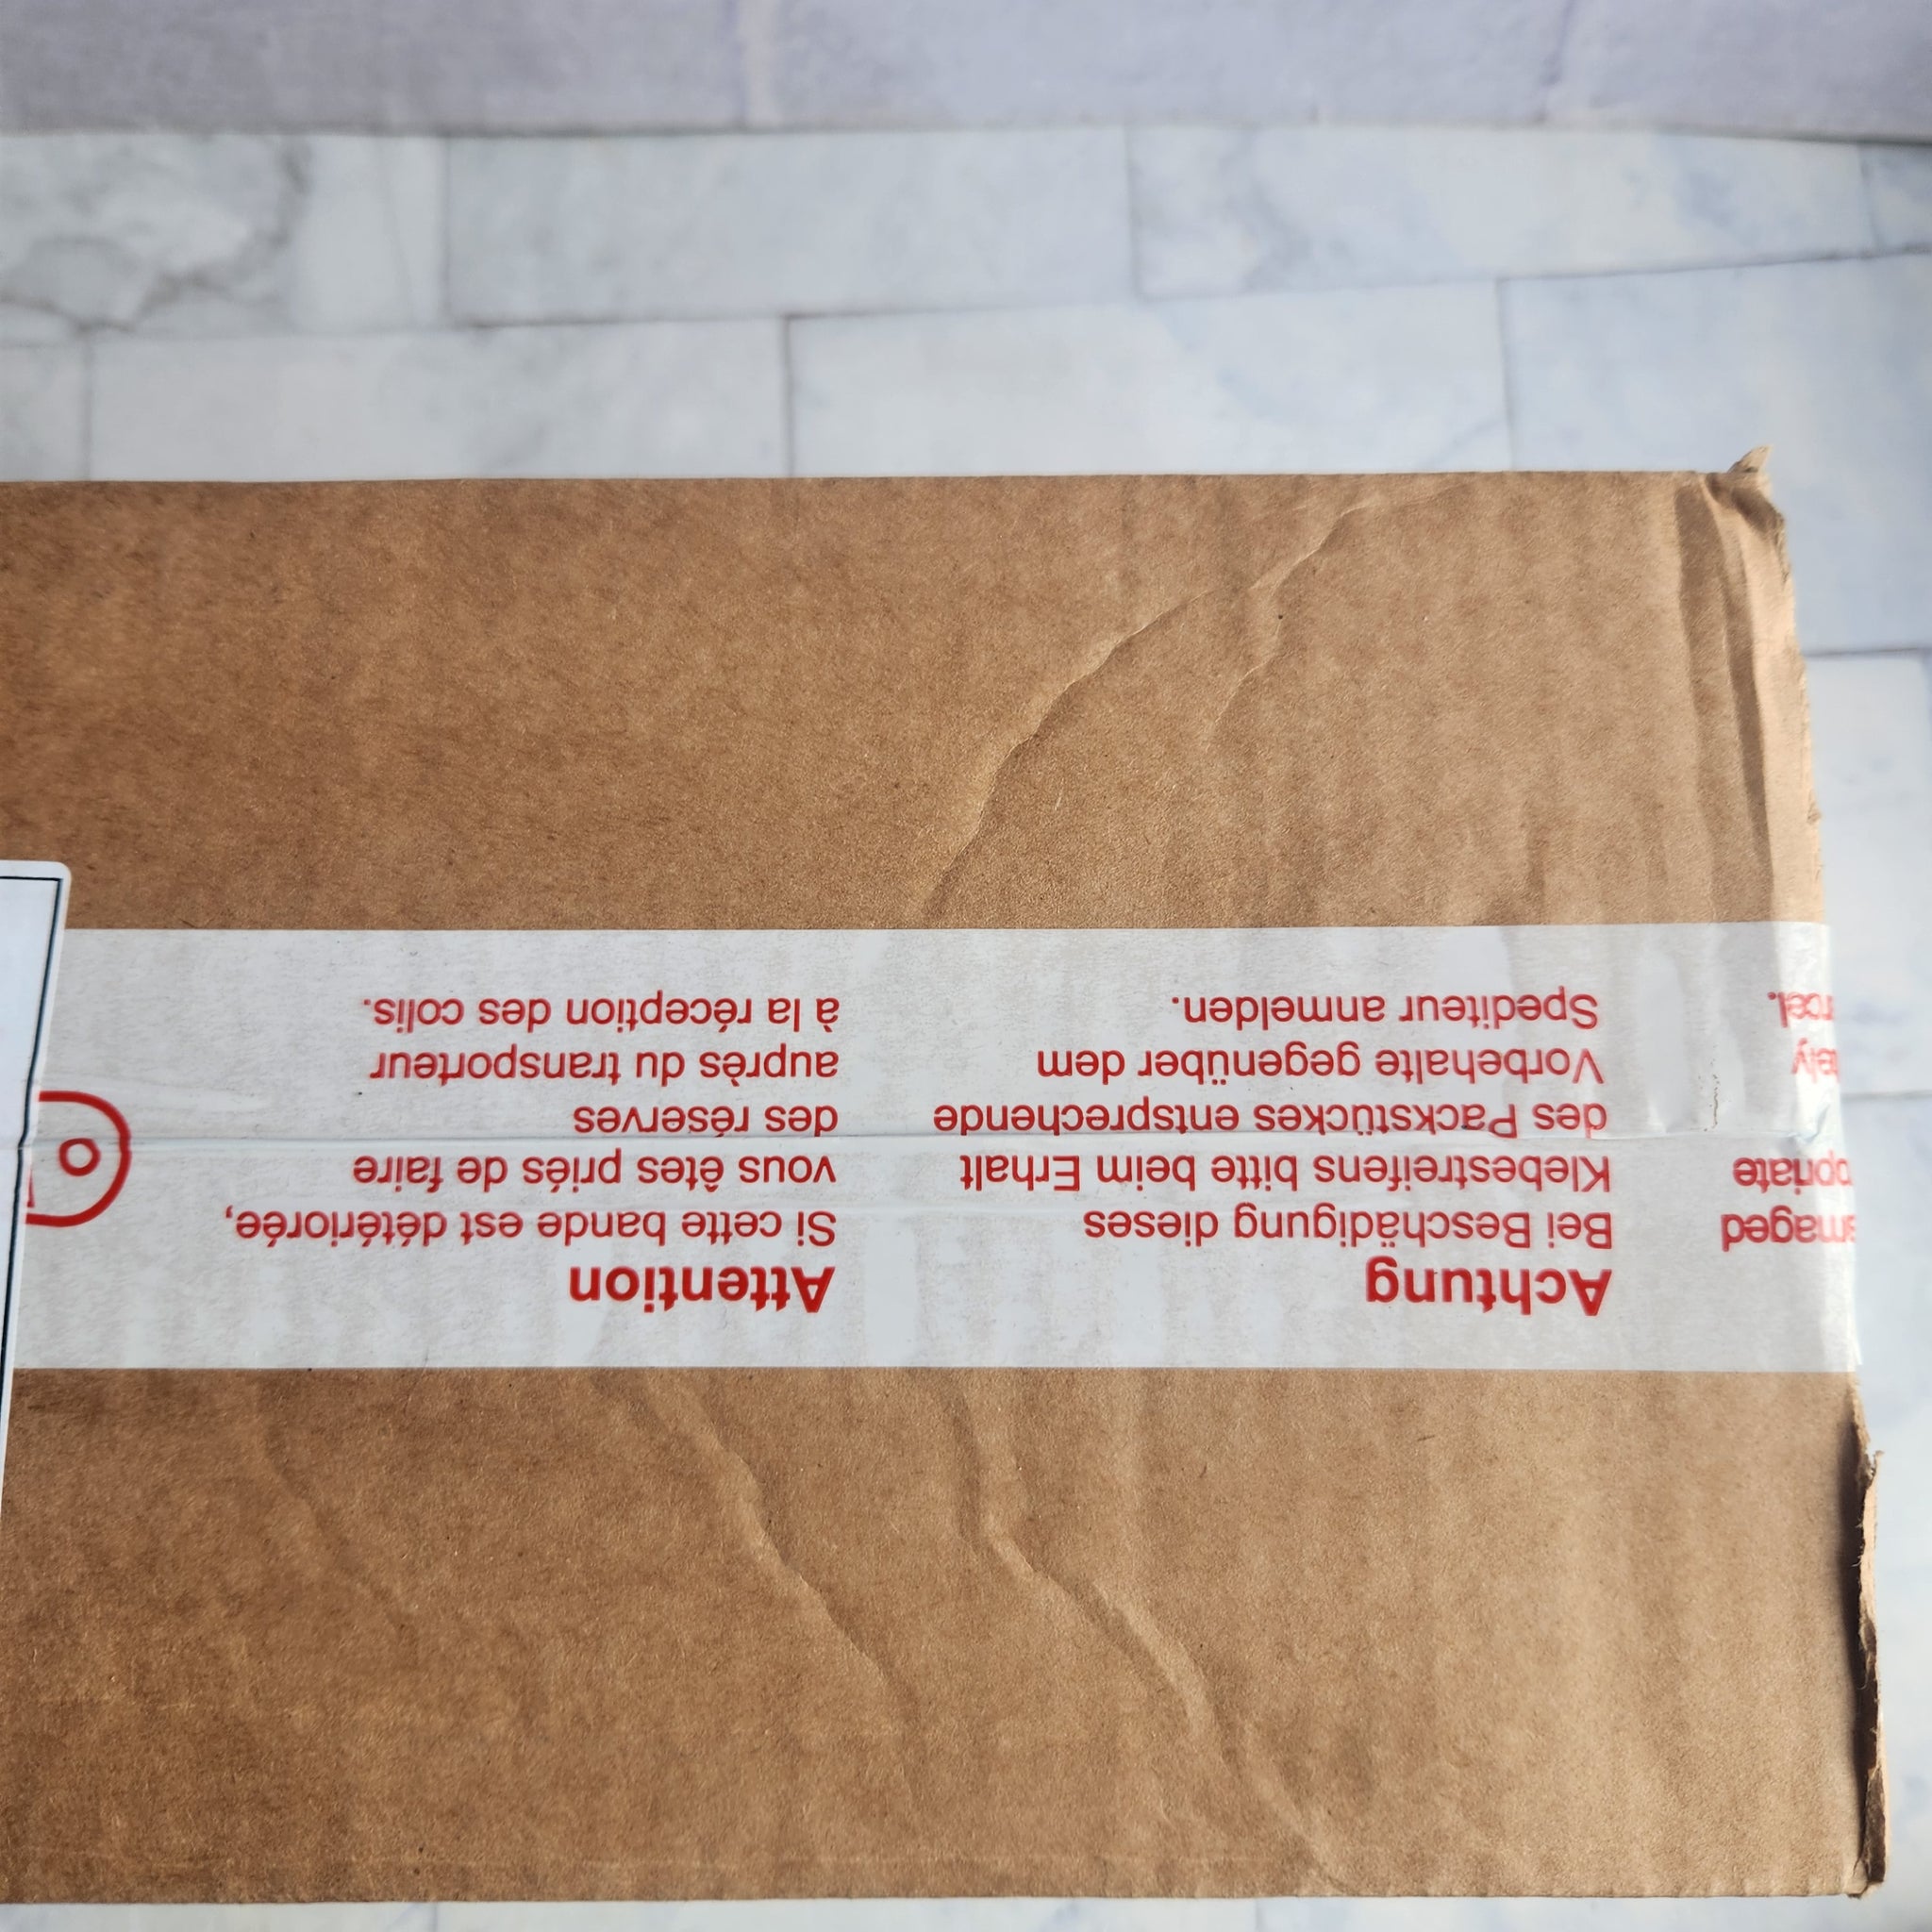 Achtung
Bei Beschädigung dieses
Klebestreifens bitte beim Erhalt
des Packstückes entsprechende
Vorbehalte gegenüber dem
Spediteur anmelden.
Attention
Si cette bande est détériorée,
vous êtes priés de faire
des réserves
auprès du transporteur
à la réception des colis.